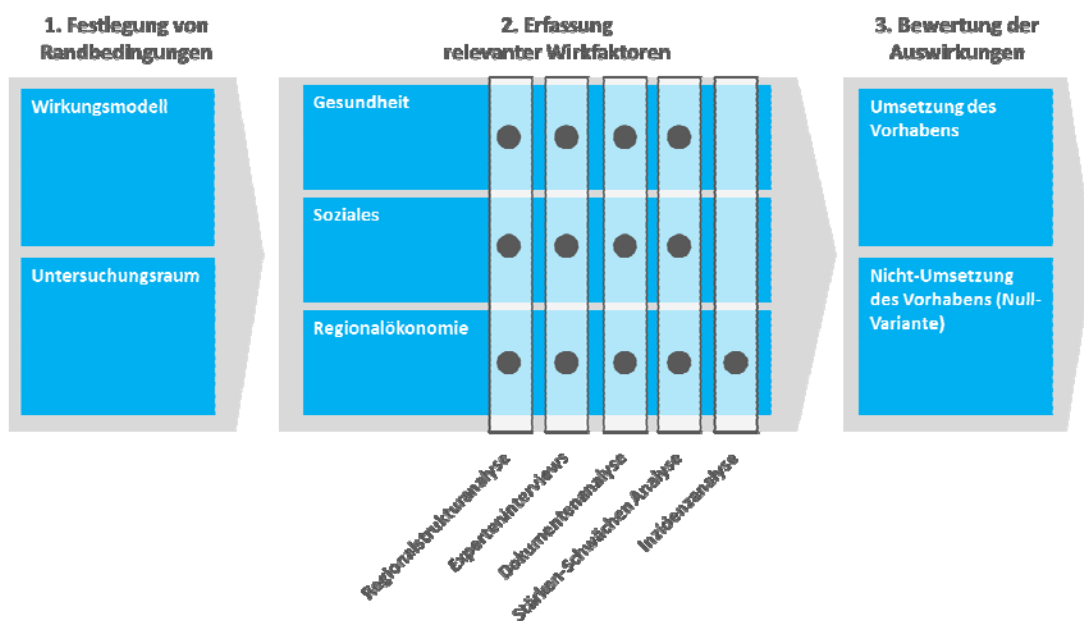 1. Festlegung von
Randbedingungen
2. Erfassung
relevanter Wirkfaktoren
3. Bewertung der
Auswirkungen
Wirkungsmodell
Untersuchungsraum
Gesundheit
Soziales
Regionalökonomie
Umsetzung des
Vorhabens
Nicht-Umsetzung
des Vorhabens (Null-
Variante)
Regionalstrukturanalyse
Experteninterviews
Dokumentenanalyse
Stärken-Schwächen Analyse
Inzidenzanalyse